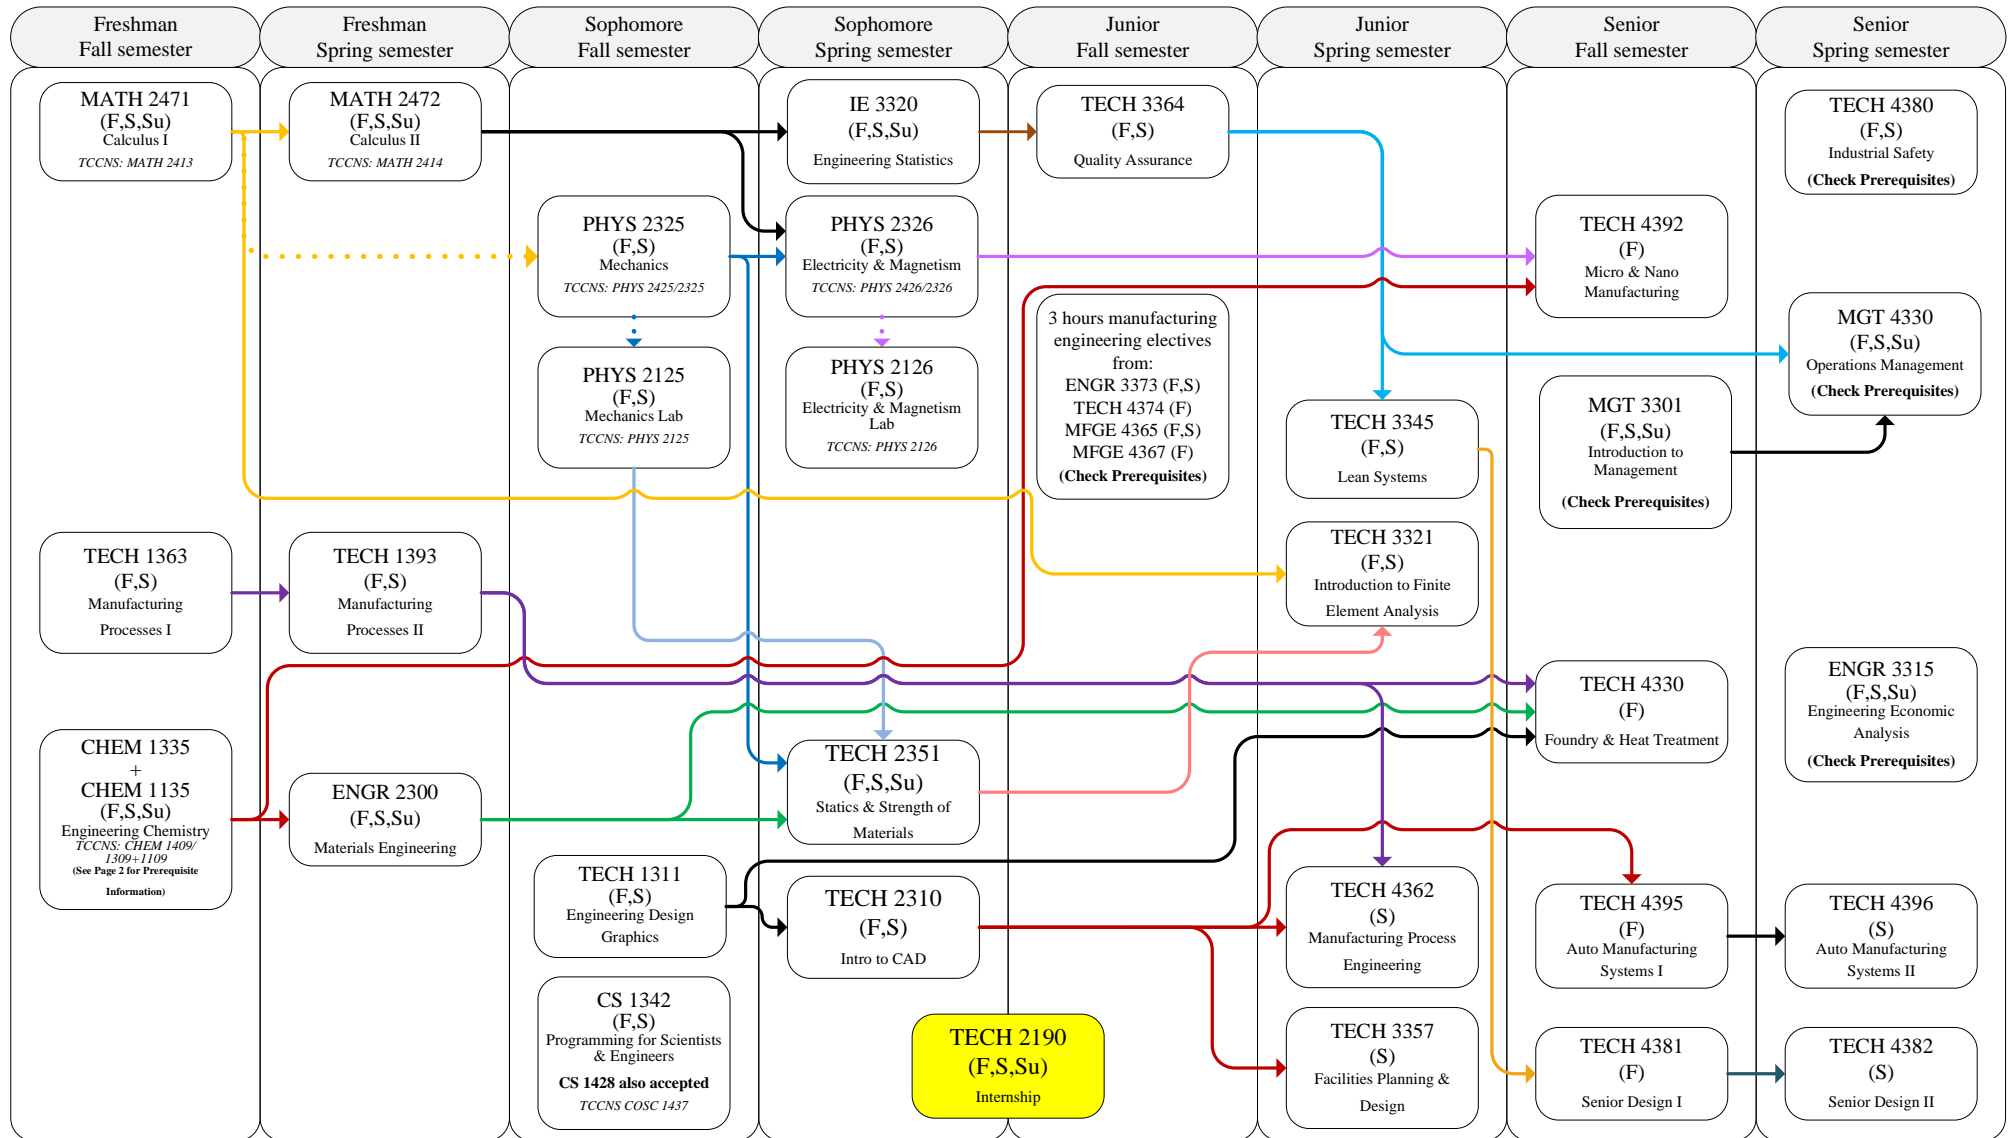 Freshman
Fall semester
Freshman
Spring semester
Sophomore
Fall semester
Sophomore
Spring semester
Junior
Fall semester
Junior
Spring semester
Senior
Fall semester
Senior
Spring semester
MATH 2471
(F,S,Su)
Calculus I
TCCNS: MATH 2413
TECH 1363
(F,S)
Manufacturing
Processes I
CHEM 1335
+
CHEM 1135
(F,S,Su)
Engineering Chemistry
TCCNS: CHEM 1409/
1309+1109
(See Page 2 for Prerequisite
Information)
MATH 2472
(F,S,Su)
Calculus II
TCCNS: MATH 2414
TECH 1393
(F,S)
Manufacturing
Processes II
ENGR 2300
(F,S,Su)
Materials Engineering
PHYS 2325
(F,S)
Mechanics
TCCNS: PHYS 2425/2325
PHYS 2125
(F,S)
Mechanics Lab
TCCNS: PHYS 2125
TECH 1311
(F,S)
Engineering Design
Graphics
CS 1342
(F,S)
Programming for Scientists
& Engineers
CS 1428 also accepted
TCCNS COSC 1437
IE 3320
(F,S,Su)
Engineering Statistics
PHYS 2326
(F,S)
Electricity & Magnetism
TCCNS: PHYS 2426/2326
PHYS 2126
(F,S)
Electricity & Magnetism
Lab
TCCNS: PHYS 2126
TECH 2351
(F,S,Su)
Statics & Strength of
Materials
TECH 2310
(F,S)
Intro to CAD
TECH 2190
(F,S,Su)
Internship
TECH 3364
(F,S)
Quality Assurance
3 hours manufacturing
engineering electives
from:
ENGR 3373 (F,S)
TECH 4374 (F)
MFGE 4365 (F,S)
MFGE 4367 (F)
(Check Prerequisites)
TECH 3345
(F,S)
Lean Systems
TECH 3321
(F,S)
Introduction to Finite
Element Analysis
TECH 4362
(S)
Manufacturing Process
Engineering
TECH 3357
(S)
Facilities Planning &
Design
TECH 4392
(F)
Micro & Nano
Manufacturing
MGT 3301
(F,S,Su)
Introduction to
Management
(Check Prerequisites)
TECH 4330
(F)
Foundry & Heat Treatment
TECH 4395
(F)
Auto Manufacturing
Systems I
TECH 4381
(F)
Senior Design I
TECH 4380
(F,S)
Industrial Safety
(Check Prerequisites)
MGT 4330
(F,S,Su)
Operations Management
(Check Prerequisites)
ENGR 3315
(F,S,Su)
Engineering Economic
Analysis
(Check Prerequisites)
TECH 4396
(S)
Auto Manufacturing
Systems II
TECH 4382
(S)
Senior Design II